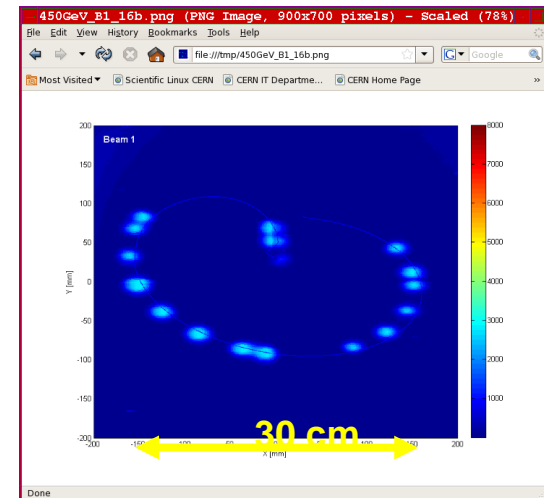 450GeV_B1_16b.png (PNG Image, 900x700 pixels) - Scaled (78%)
File Edit View History Bookmarks Tools Help
file:///tmp/450GeV_B1_16b.png
G Google
Most Visited Scientific Linux CERN CERN IT Departme... CERN Home Page »
Beam 1
200
150
100
50
0
-50
-100
-150
-200
Y [mm]
-200 -150 -100 -50 0 50 100 150 200
X [mm]
8000
7000
6000
5000
4000
3000
2000
1000
30 cm
Done